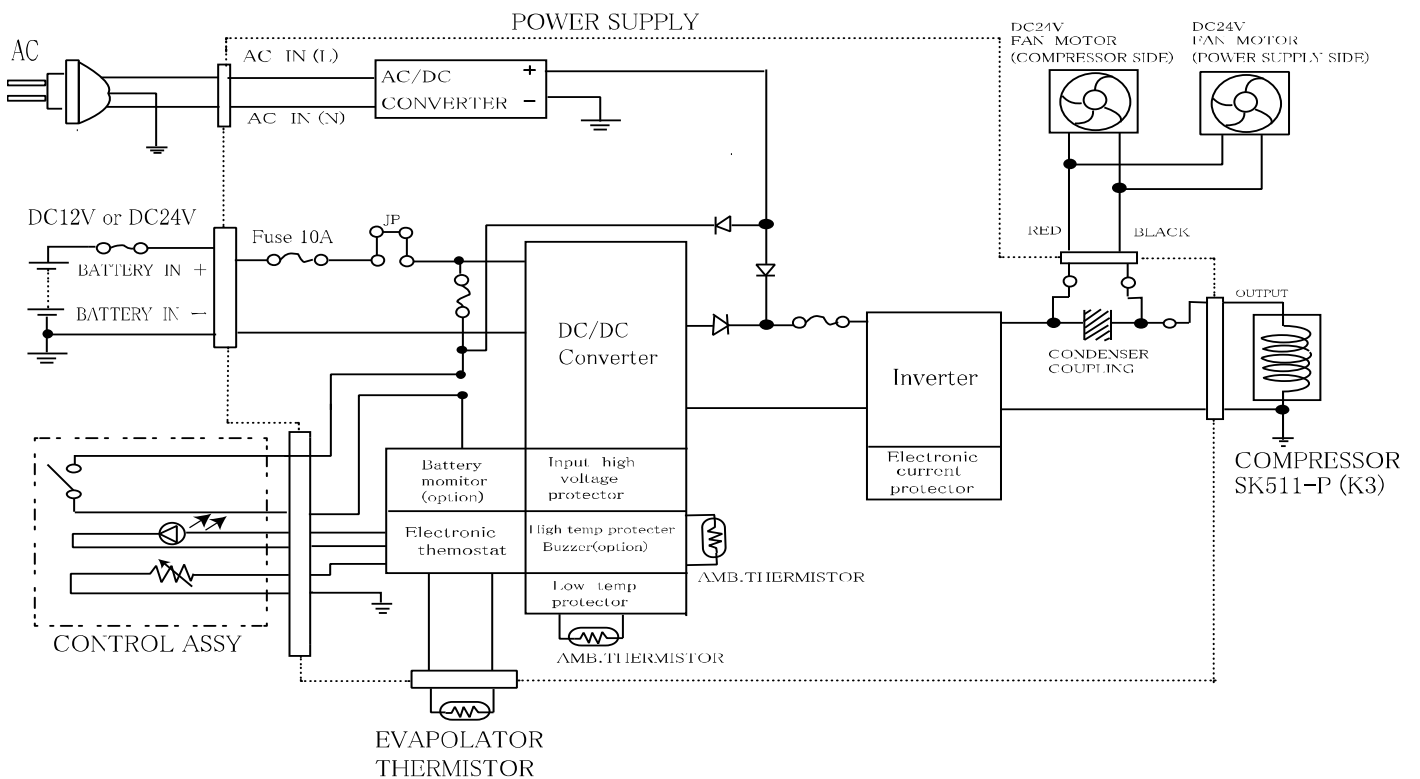 POWER SUPPLY
DC24V
FAN MOTOR
(COMPRESSOR SIDE)
DC24V
FAN MOTOR
(POWER SUPPLY SIDE)
AC
AC IN (L)
AC/DC
CONVERTER
+
−
AC IN (N)
DC12V or DC24V
Fuse 10A
JP
RED
BLACK
BATTERY IN +
BATTERY IN −
OUTPUT
DC/DC
Converter
Inverter
CONDENSER
COUPLING
Electronic
current
protector
COMPRESSOR
SK511-P (K3)
Battery
momitor
(option)
Input high
voltage
protector
Electronic
themostat
High temp protecter
Buzzer(option)
AMB.THERMISTOR
Low temp
protector
AMB.THERMISTOR
CONTROL ASSY
EVAPOLATOR
THERMISTOR